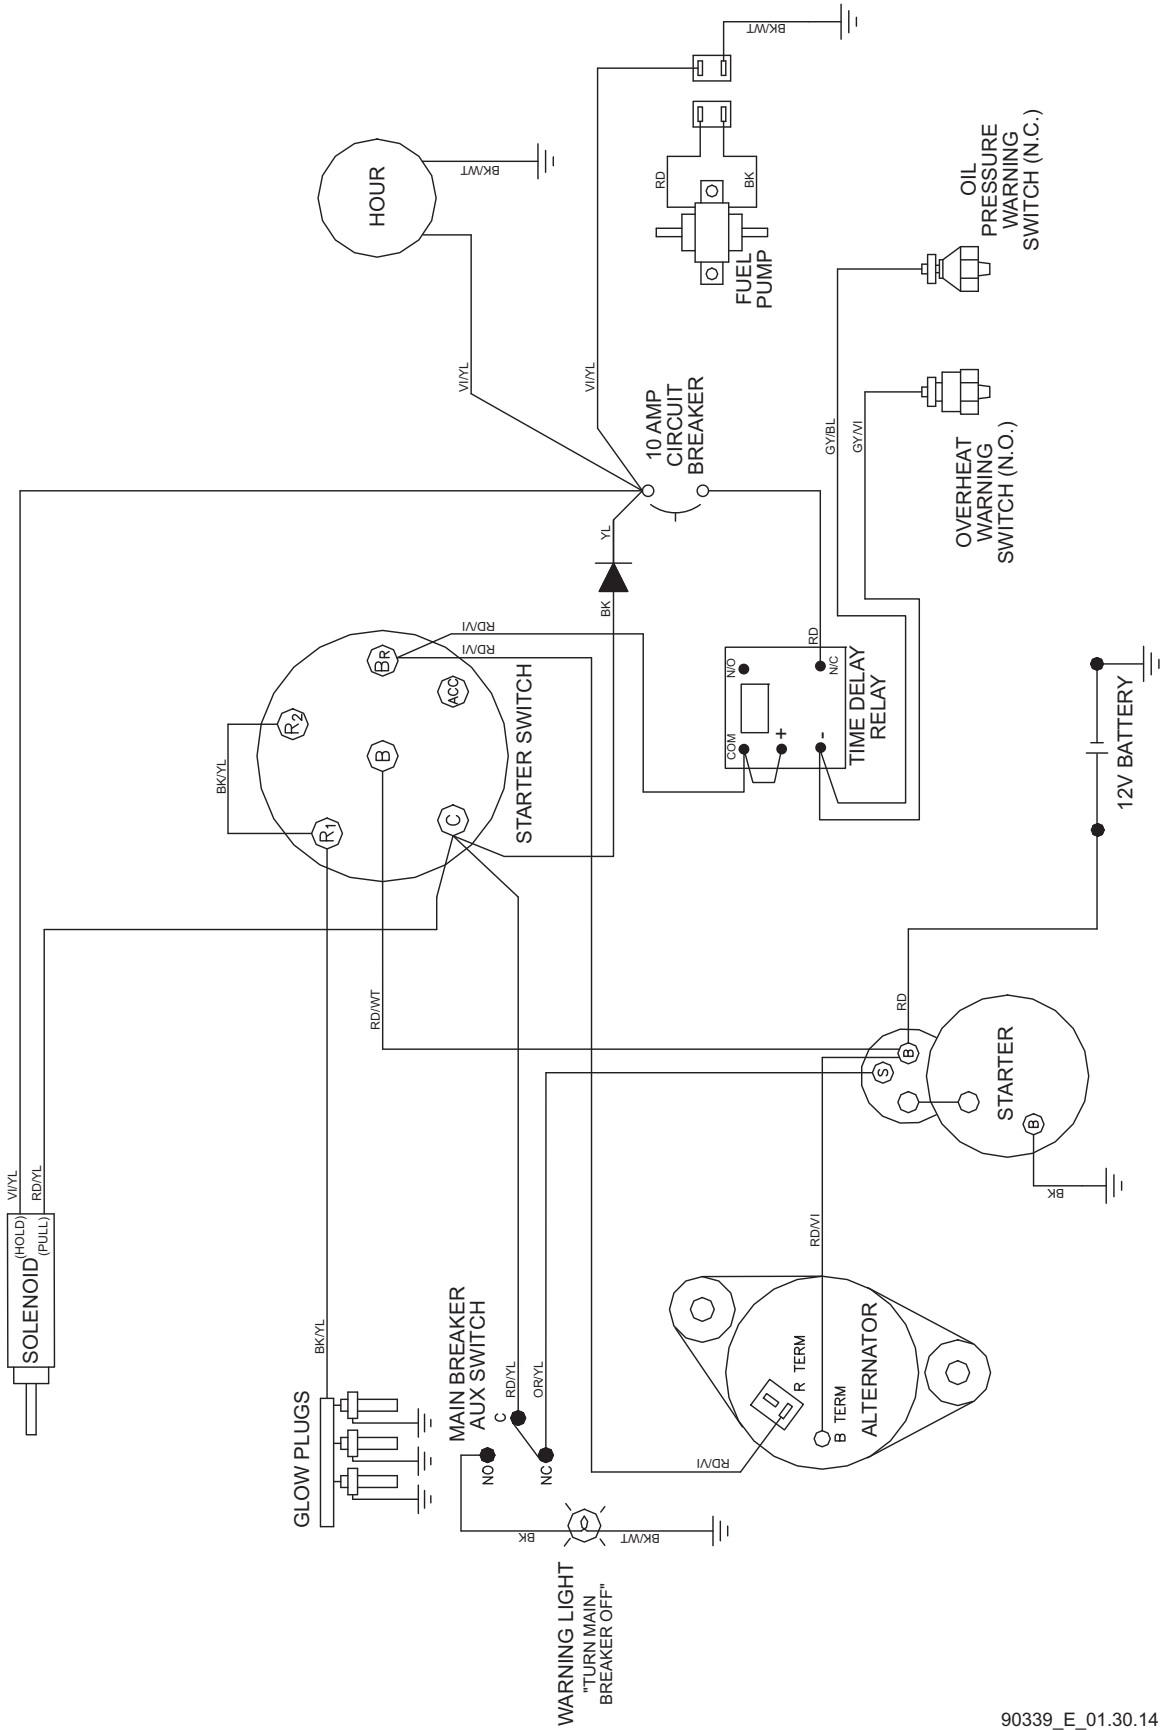 SOLENOID
(HOLD)
(PULL)
VI/YL
RD/YL
GLOW PLUGS
BK/YL
BK/YL
R1
R2
B
BR
ACC
C
STARTER SWITCH
RD/VI
RD/VI
RD/WT
HOUR
BK/WT
VI/YL
VI/YL
BK/WT
RD
BK
FUEL
PUMP
10 AMP
CIRCUIT
BREAKER
YL
BK
MAIN BREAKER
AUX SWITCH
C
NO
NC
RD/YL
OR/YL
BK
BK/WT
WARNING LIGHT
"TURN MAIN
BREAKER OFF"
RD/VI
R TERM
B TERM
ALTERNATOR
RD/VI
COM
N/O
+
-
N/C
RD
TIME DELAY
RELAY
GY/BL
GY/VI
OIL
PRESSURE
WARNING
SWITCH (N.C.)
OVERHEAT
WARNING
SWITCH (N.O.)
S
B
RD
STARTER
B
BK
12V BATTERY
90339_E_01.30.14